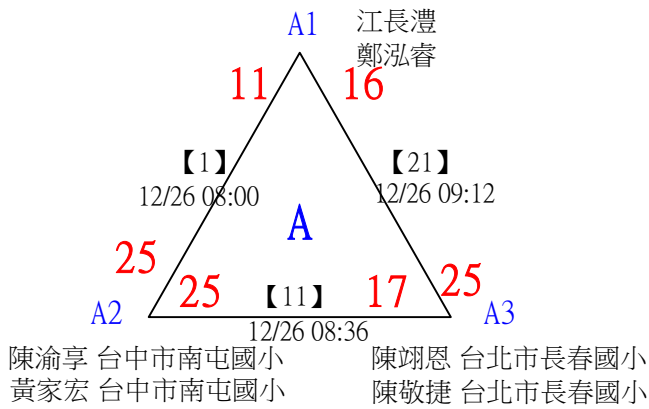 A1 江長澧
鄭泓睿
11 16
【1】 【21】
12/26 08:00 12/26 09:12
A
25 25
25 【11】 17
A2 A3
12/26 08:36
陳渝享 台中市南屯國小 陳翊恩 台北市長春國小
黃家宏 台中市南屯國小 陳敬捷 台北市長春國小